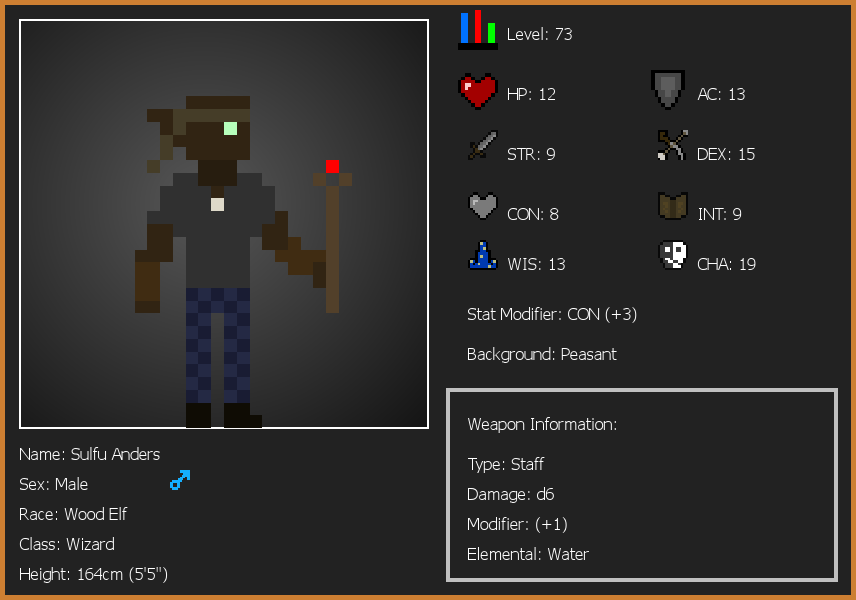 Level: 73
HP: 12
AC: 13
STR: 9
DEX: 15
CON: 8
INT: 9
WIS: 13
CHA: 19
Stat Modifier: CON (+3)
Background: Peasant
Weapon Information:
Type: Staff
Damage: d6
Modifier: (+1)
Elemental: Water
Name: Sulfu Anders
Sex: Male
Race: Wood Elf
Class: Wizard
Height: 164cm (5'5")